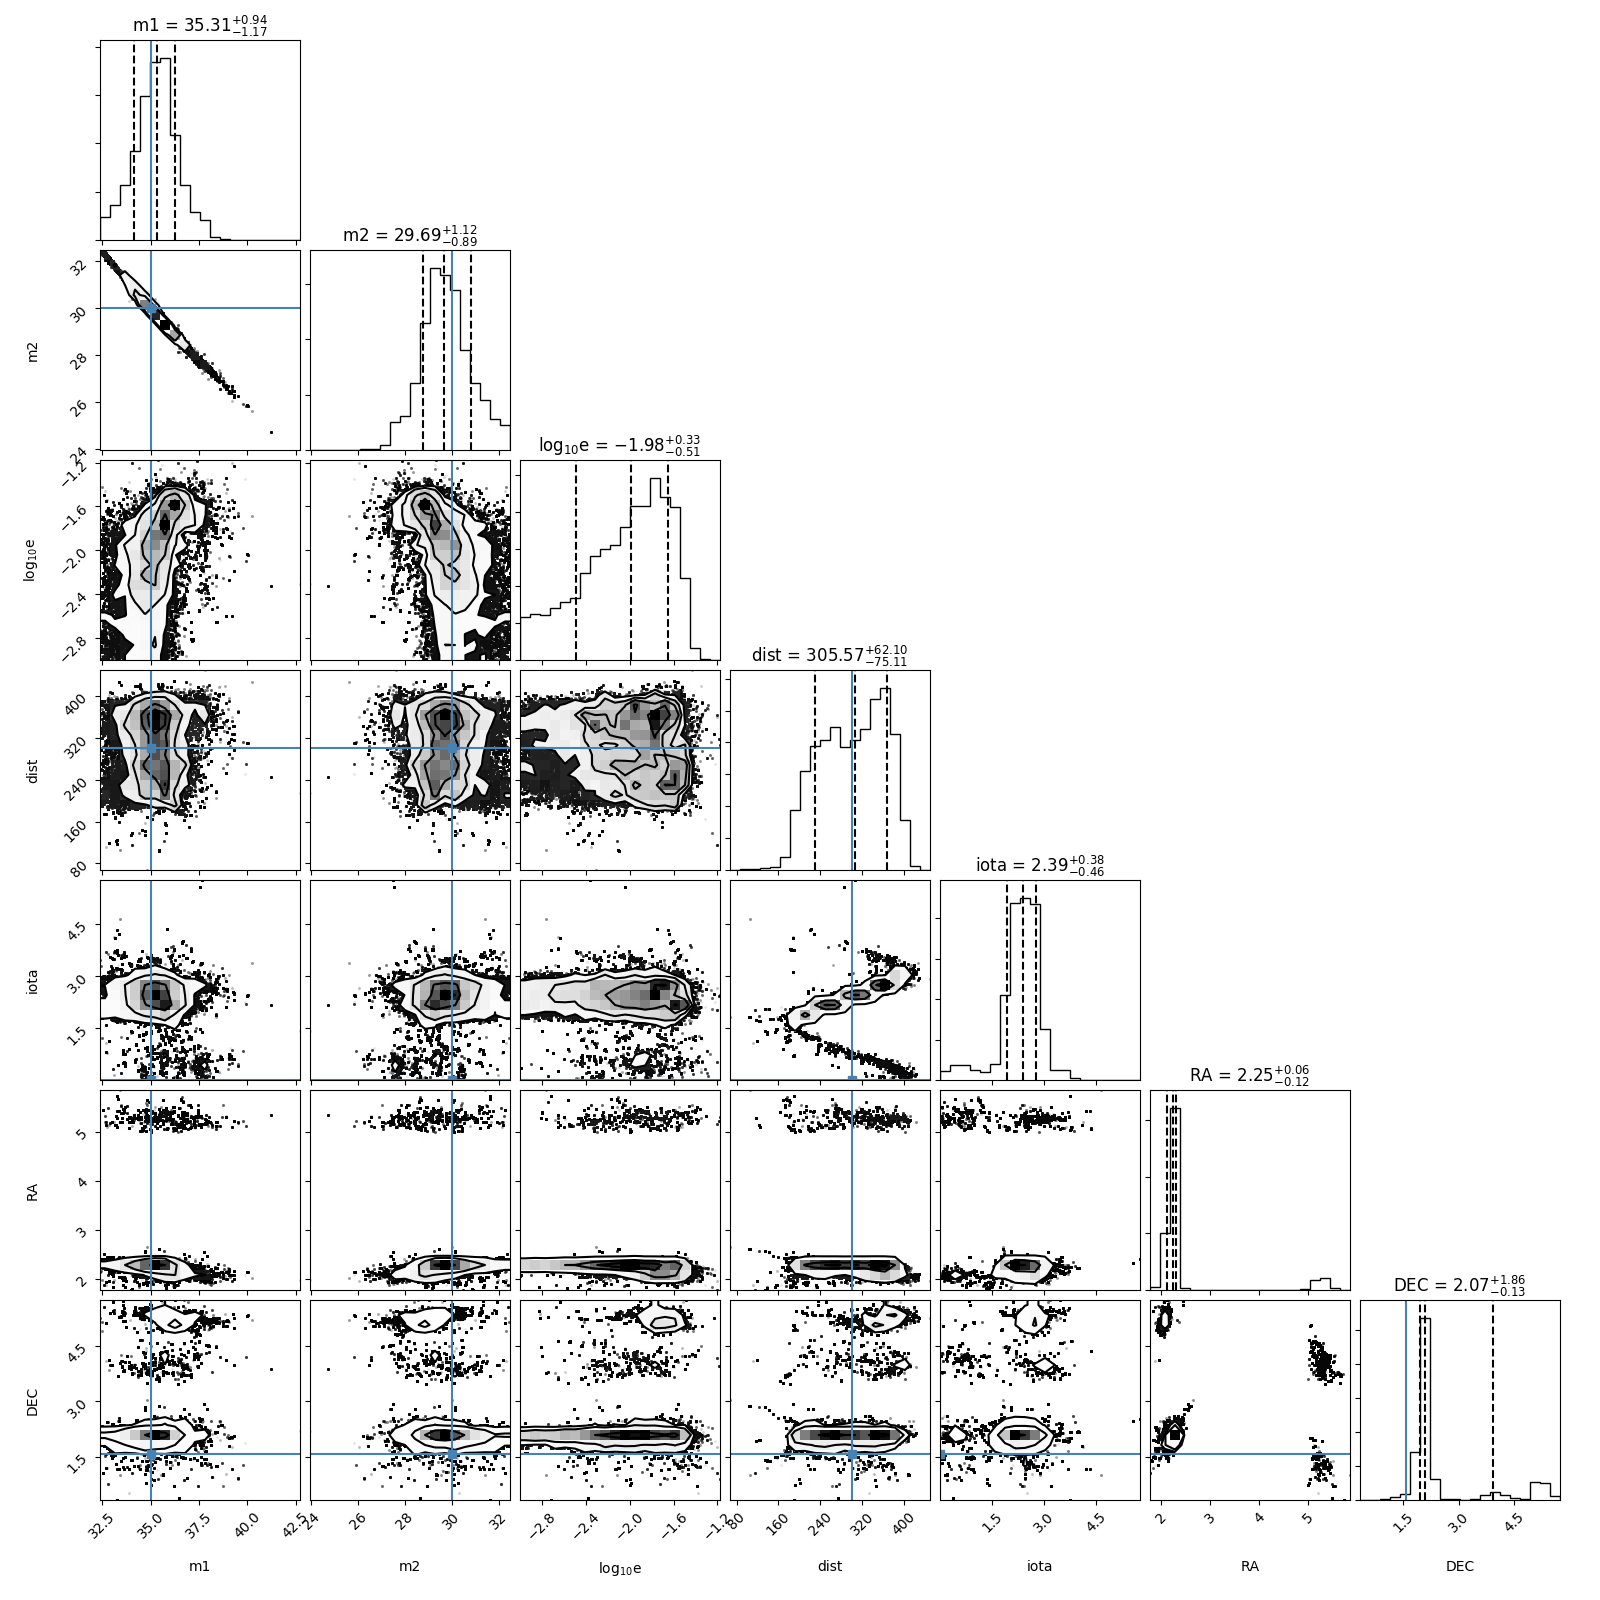 m1 = 35.31 +0.94 −1.17
m2 = 29.69 +1.12 −0.89
m2
32
30
28
26
24
log10e = −1.98 +0.33 −0.51
log10e
−1.2
−1.6
−2.0
−2.4
−2.8
dist = 305.57 +62.10 −75.11
dist
400
320
240
160
80
iota = 2.39 +0.38 −0.46
iota
4.5
3.0
1.5
RA = 2.25 +0.06 −0.12
RA
5
4
3
2
DEC = 2.07 +1.86 −0.13
DEC
4.5
3.0
1.5
32.5 35.0 37.5 40.0 42.5 24 26 28 30 32 −2.8 −2.4 −2.0 −1.6 −1.2 80 160 240 320 400 1.5 3.0 4.5 2 3 4 5 1.5 3.0 4.5
m1 m2 log10e dist iota RA DEC